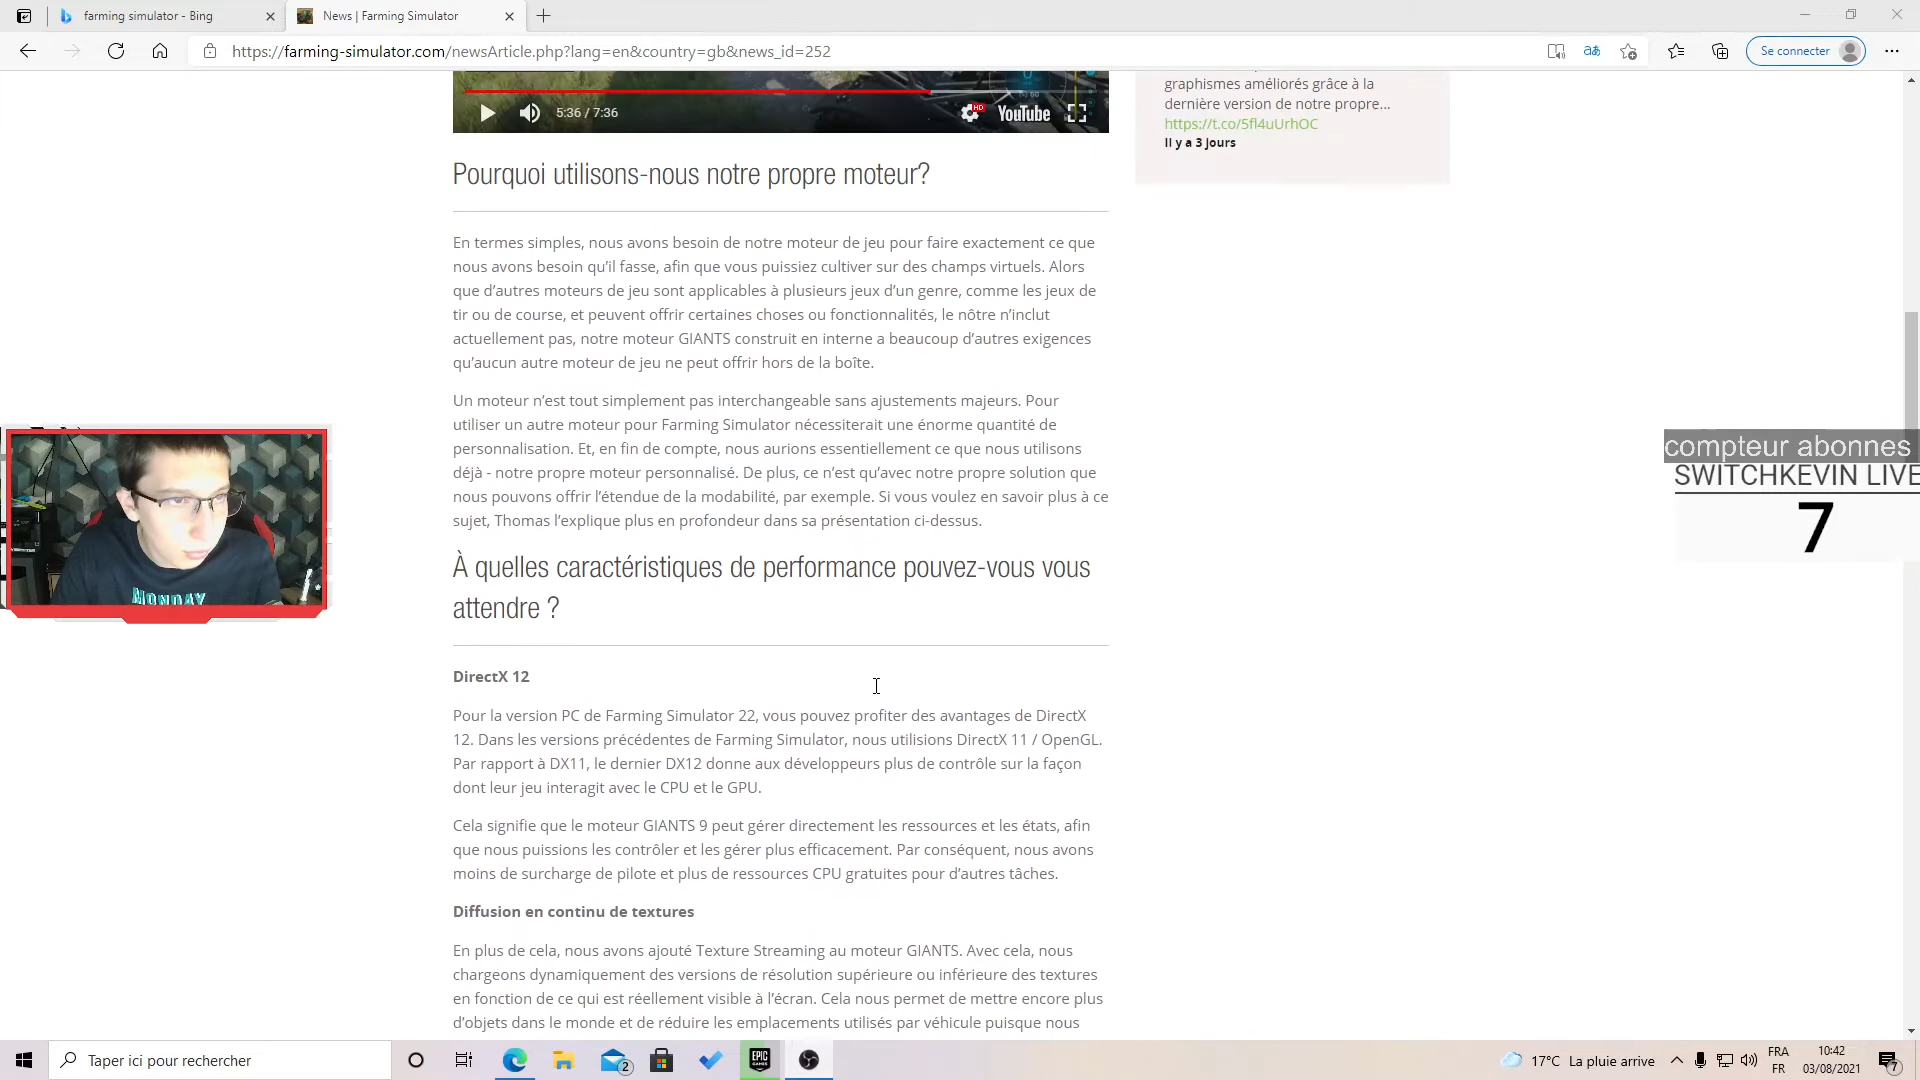 farming simulator - Bing
News | Farming Simulator
https://farming-simulator.com/newsArticle.php?lang=en&country=gb&news_id=252
Se connecter
5:36 / 7:36
HD
YouTube
graphismes améliorés grâce à la
dernière version de notre propre...
https://t.co/5fl4uUrhOC
Il y a 3 jours
Pourquoi utilisons-nous notre propre moteur?
En termes simples, nous avons besoin de notre moteur de jeu pour faire exactement ce que
nous avons besoin qu'il fasse, afin que vous puissiez cultiver sur des champs virtuels. Alors
que d'autres moteurs de jeu sont applicables à plusieurs jeux d'un genre, comme les jeux de
tir ou de course, et peuvent offrir certaines choses ou fonctionnalités, le nôtre n'inclut
actuellement pas, notre moteur GIANTS construit en interne a beaucoup d'autres exigences
qu'aucun autre moteur de jeu ne peut offrir hors de la boîte.
Un moteur n'est tout simplement pas interchangeable sans ajustements majeurs. Pour
utiliser un autre moteur pour Farming Simulator nécessiterait une énorme quantité de
personnalisation. Et, en fin de compte, nous aurions essentiellement ce que nous utilisons
déjà - notre propre moteur personnalisé. De plus, ce n'est qu'avec notre propre solution que
nous pouvons offrir l'étendue de la modabilité, par exemple. Si vous voulez en savoir plus à ce
sujet, Thomas l'explique plus en profondeur dans sa présentation ci-dessus.
compteur abonnes
SWITCHKEVIN LIVE
7
MONDAY
À quelles caractéristiques de performance pouvez-vous vous
attendre ?
DirectX 12
Pour la version PC de Farming Simulator 22, vous pouvez profiter des avantages de DirectX
12. Dans les versions précédentes de Farming Simulator, nous utilisions DirectX 11 / OpenGL.
Par rapport à DX11, le dernier DX12 donne aux développeurs plus de contrôle sur la façon
dont leur jeu interagit avec le CPU et le GPU.
Cela signifie que le moteur GIANTS 9 peut gérer directement les ressources et les états, afin
que nous puissions les contrôler et les gérer plus efficacement. Par conséquent, nous avons
moins de surcharge de pilote et plus de ressources CPU gratuites pour d'autres tâches.
Diffusion en continu de textures
En plus de cela, nous avons ajouté Texture Streaming au moteur GIANTS. Avec cela, nous
chargeons dynamiquement des versions de résolution supérieure ou inférieure des textures
en fonction de ce qui est réellement visible à l'écran. Cela nous permet de mettre encore plus
d'objets dans le monde et de réduire les emplacements utilisés par véhicule puisque nous
Taper ici pour rechercher
2
EPIC
GAMES
17°C La pluie arrive
FRA
FR
10:42
03/08/2021
7